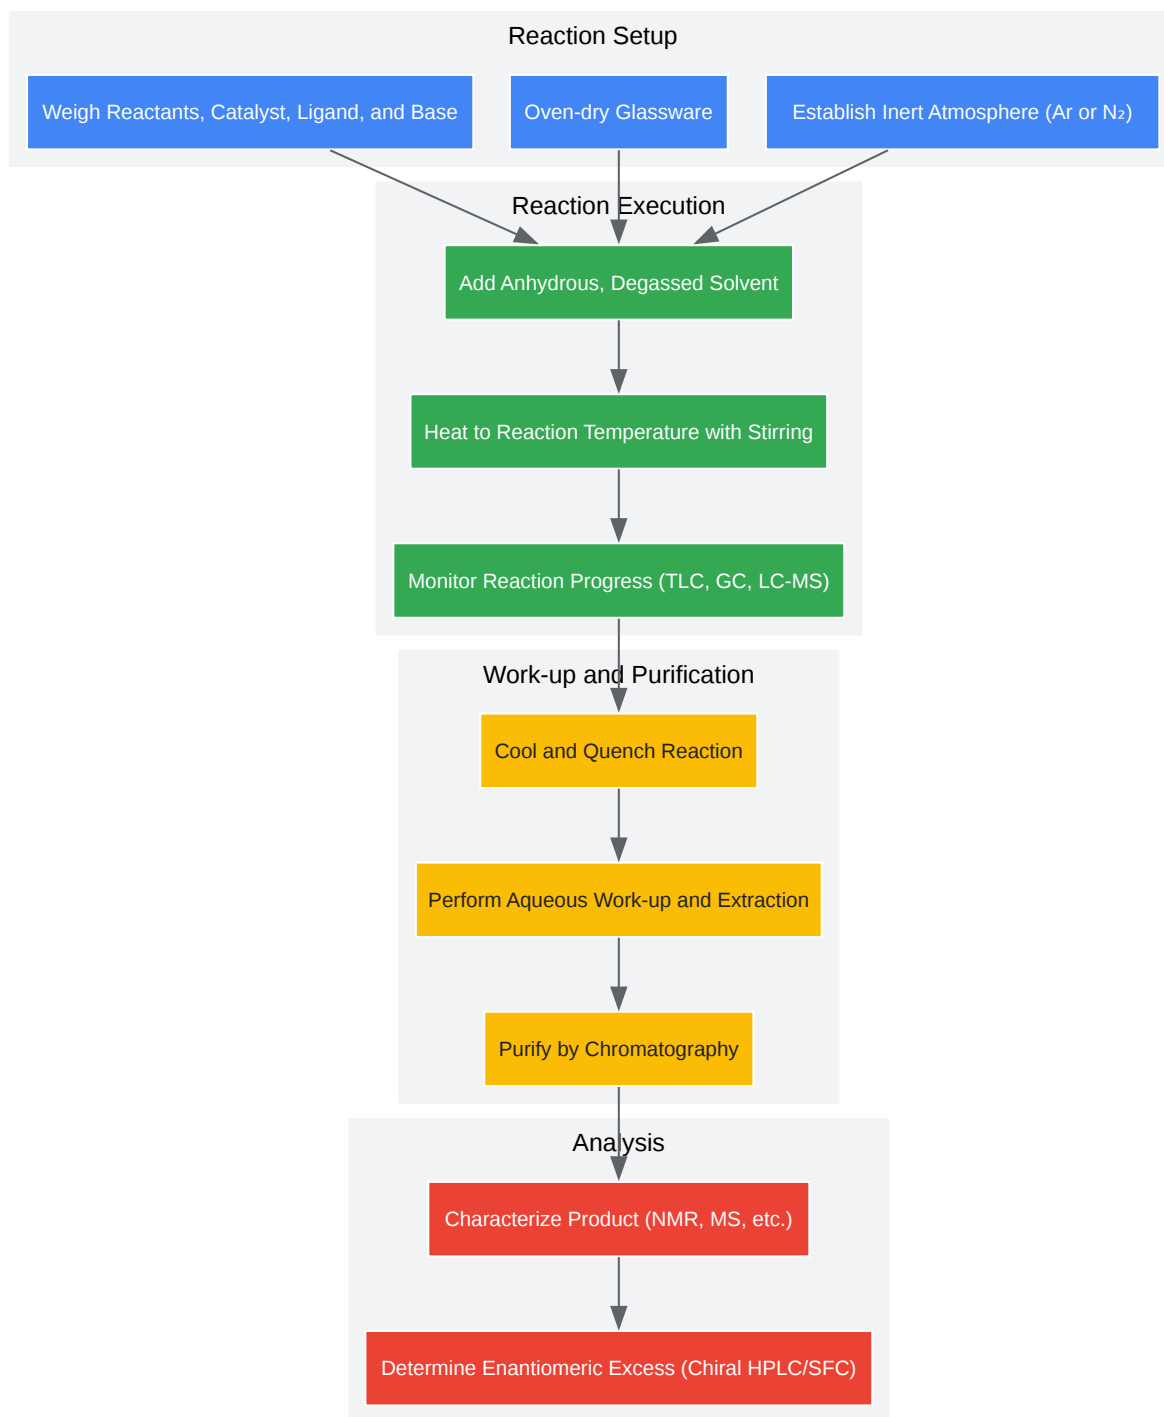 Reaction Setup
Weigh Reactants, Catalyst, Ligand, and Base
Oven-dry Glassware
Establish Inert Atmosphere (Ar or N₂)
Reaction Execution
Add Anhydrous, Degassed Solvent
Heat to Reaction Temperature with Stirring
Monitor Reaction Progress (TLC, GC, LC-MS)
Work-up and Purification
Cool and Quench Reaction
Perform Aqueous Work-up and Extraction
Purify by Chromatography
Analysis
Characterize Product (NMR, MS, etc.)
Determine Enantiomeric Excess (Chiral HPLC/SFC)